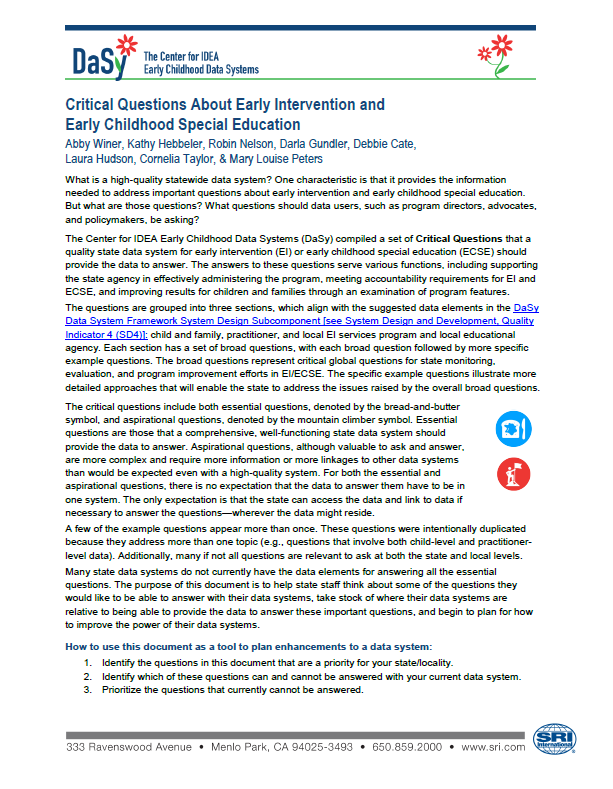 DaSy
The Center for IDEA
Early Childhood Data Systems
Critical Questions About Early Intervention and
Early Childhood Special Education
Abby Winer, Kathy Hebbeler, Robin Nelson, Darla Gundler, Debbie Cate,
Laura Hudson, Cornelia Taylor, & Mary Louise Peters
What is a high-quality statewide data system? One characteristic is that it provides the information
needed to address important questions about early intervention and early childhood special education.
But what are those questions? What questions should data users, such as program directors, advocates,
and policymakers, be asking?
The Center for IDEA Early Childhood Data Systems (DaSy) compiled a set of Critical Questions that a
quality state data system for early intervention (EI) or early childhood special education (ECSE) should
provide the data to answer. The answers to these questions serve various functions, including supporting
the state agency in effectively administering the program, meeting accountability requirements for EI and
ECSE, and improving results for children and families through an examination of program features.
The questions are grouped into three sections, which align with the suggested data elements in the DaSy
Data System Framework System Design Subcomponent [see System Design and Development, Quality
Indicator 4 (SD4)]: child and family, practitioner, and local EI services program and local educational
agency. Each section has a set of broad questions, with each broad question followed by more specific
example questions. The broad questions represent critical global questions for state monitoring,
evaluation, and program improvement efforts in EI/ECSE. The specific example questions illustrate more
detailed approaches that will enable the state to address the issues raised by the overall broad questions.
The critical questions include both essential questions, denoted by the bread-and-butter
symbol, and aspirational questions, denoted by the mountain climber symbol. Essential
questions are those that a comprehensive, well-functioning state data system should
provide the data to answer. Aspirational questions, although valuable to ask and answer,
are more complex and require more information or more linkages to other data systems
than would be expected even with a high-quality system. For both the essential and
aspirational questions, there is no expectation that the data to answer them have to be in
one system. The only expectation is that the state can access the data and link to data if
necessary to answer the questions—wherever the data might reside.
A few of the example questions appear more than once. These questions were intentionally duplicated
because they address more than one topic (e.g., questions that involve both child-level and practitioner-
level data). Additionally, many if not all questions are relevant to ask at both the state and local levels.
Many state data systems do not currently have the data elements for answering all the essential
questions. The purpose of this document is to help state staff think about some of the questions they
would like to be able to answer with their data systems, take stock of where their data systems are
relative to being able to provide the data to answer these important questions, and begin to plan for how
to improve the power of their data systems.
How to use this document as a tool to plan enhancements to a data system:
1. Identify the questions in this document that are a priority for your state/locality.
2. Identify which of these questions can and cannot be answered with your current data system.
3. Prioritize the questions that currently cannot be answered.
333 Ravenswood Avenue • Menlo Park, CA 94025-3493 • 650.859.2000 • www.sri.com
SRI
International
®